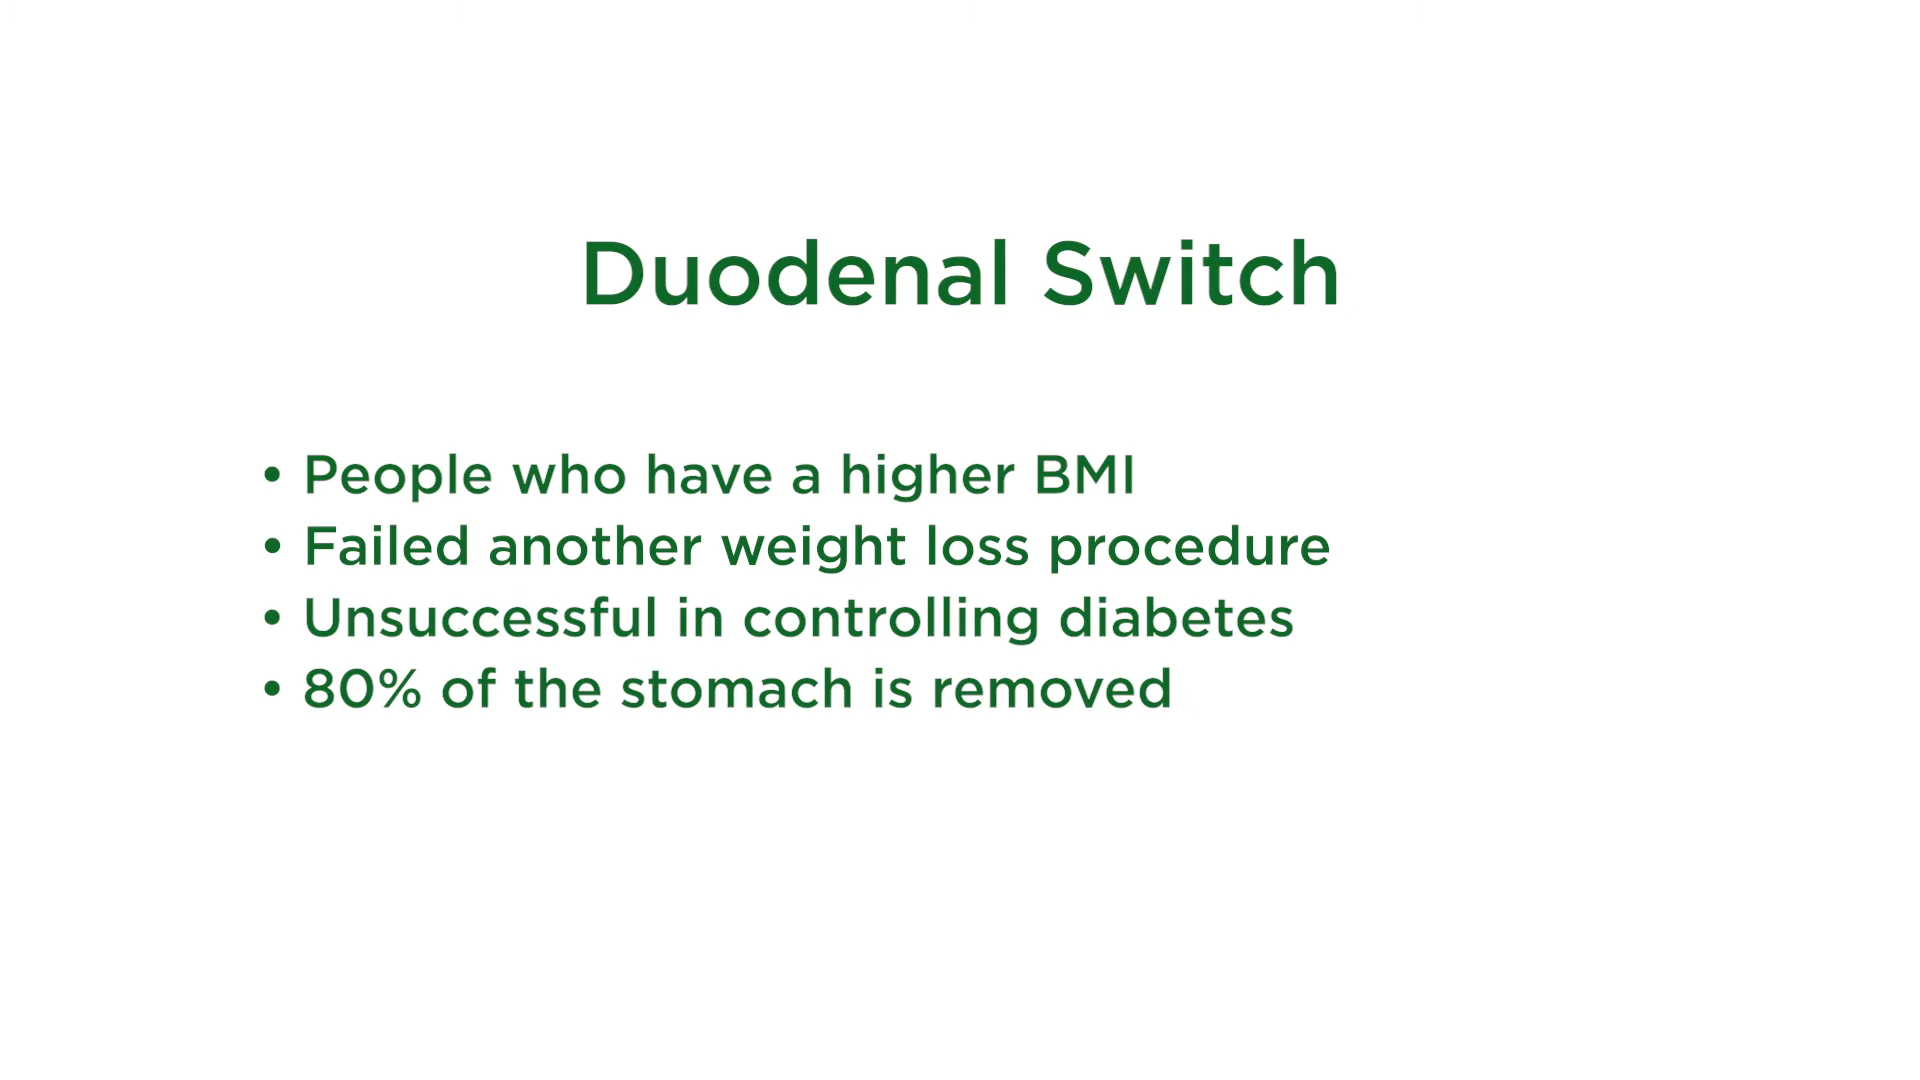 Duodenal Switch
• People who have a higher BMI
• Failed another weight loss procedure
• Unsuccessful in controlling diabetes
• 80% of the stomach is removed